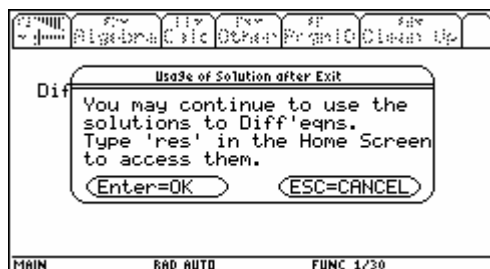 Algebra Calc Other PrgmIO Clean Up
Usage of Solution after Exit
Dif
You may continue to use the
solutions to Diff'eqns.
Type 'res' in the Home Screen
to access them.
Enter=OK ESC=CANCEL
MAIN RAD AUTO FUNC 1/30